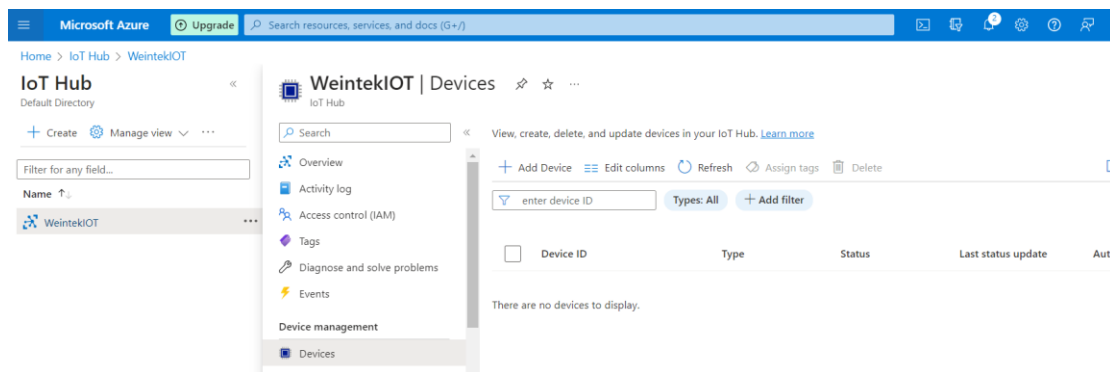 Microsoft Azure
Upgrade
Search resources, services, and docs (G+/)
2
Home > IoT Hub > WeintekIOT
IoT Hub
Default Directory
Create
Manage view
Filter for any field...
Name ↑
WeintekIOT
WeintekIOT | Devices
IoT Hub
Search
Overview
Activity log
Access control (IAM)
Tags
Diagnose and solve problems
Events
Device management
Devices
View, create, delete, and update devices in your IoT Hub. Learn more
Add Device
Edit columns
Refresh
Assign tags
Delete
enter device ID
Types: All
Add filter
Device ID
Type
Status
Last status update
Aut
There are no devices to display.